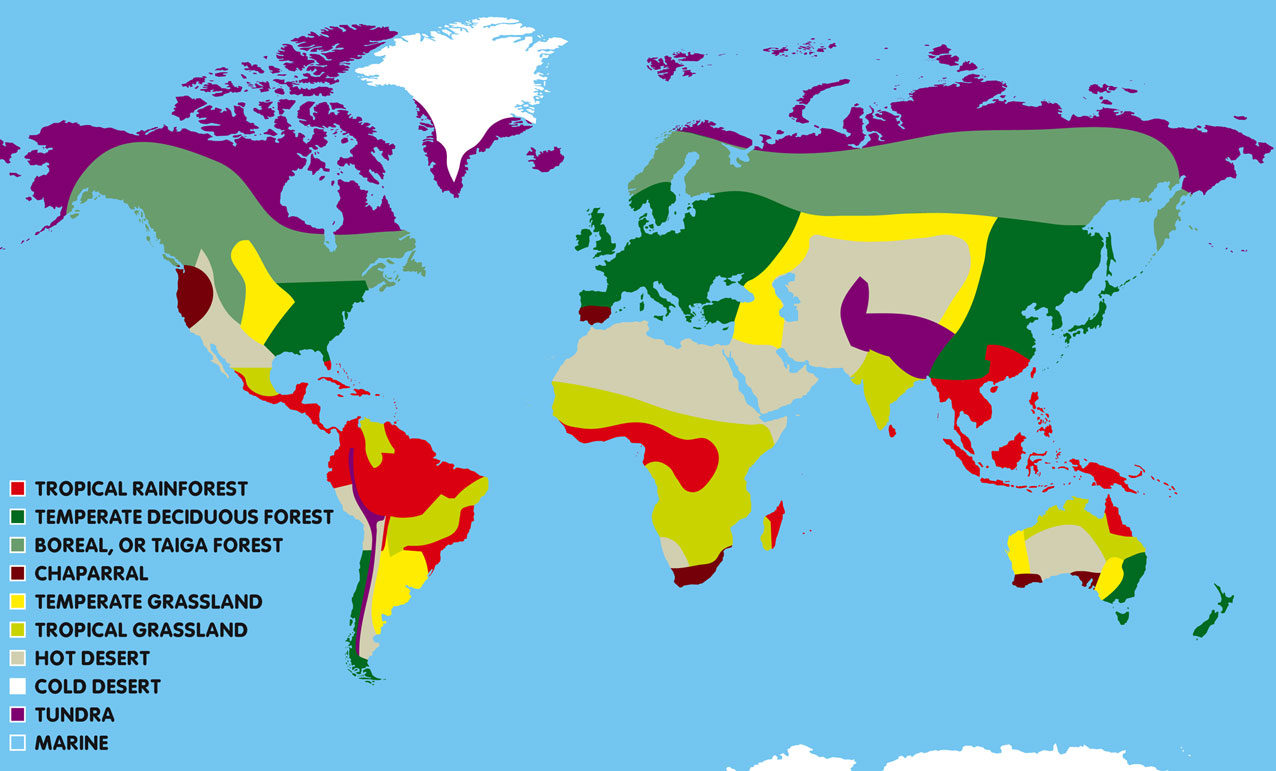 TROPICAL RAINFOREST
TEMPERATE DECIDUOUS FOREST
BOREAL, OR TAIGA FOREST
CHAPARRAL
TEMPERATE GRASSLAND
TROPICAL GRASSLAND
HOT DESERT
COLD DESERT
TUNDRA
MARINE